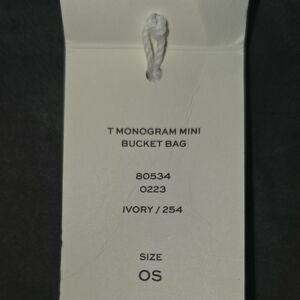 T MONOGRAM MINI
BUCKET BAG
80534
0223
IVORY / 254
SIZE
OS